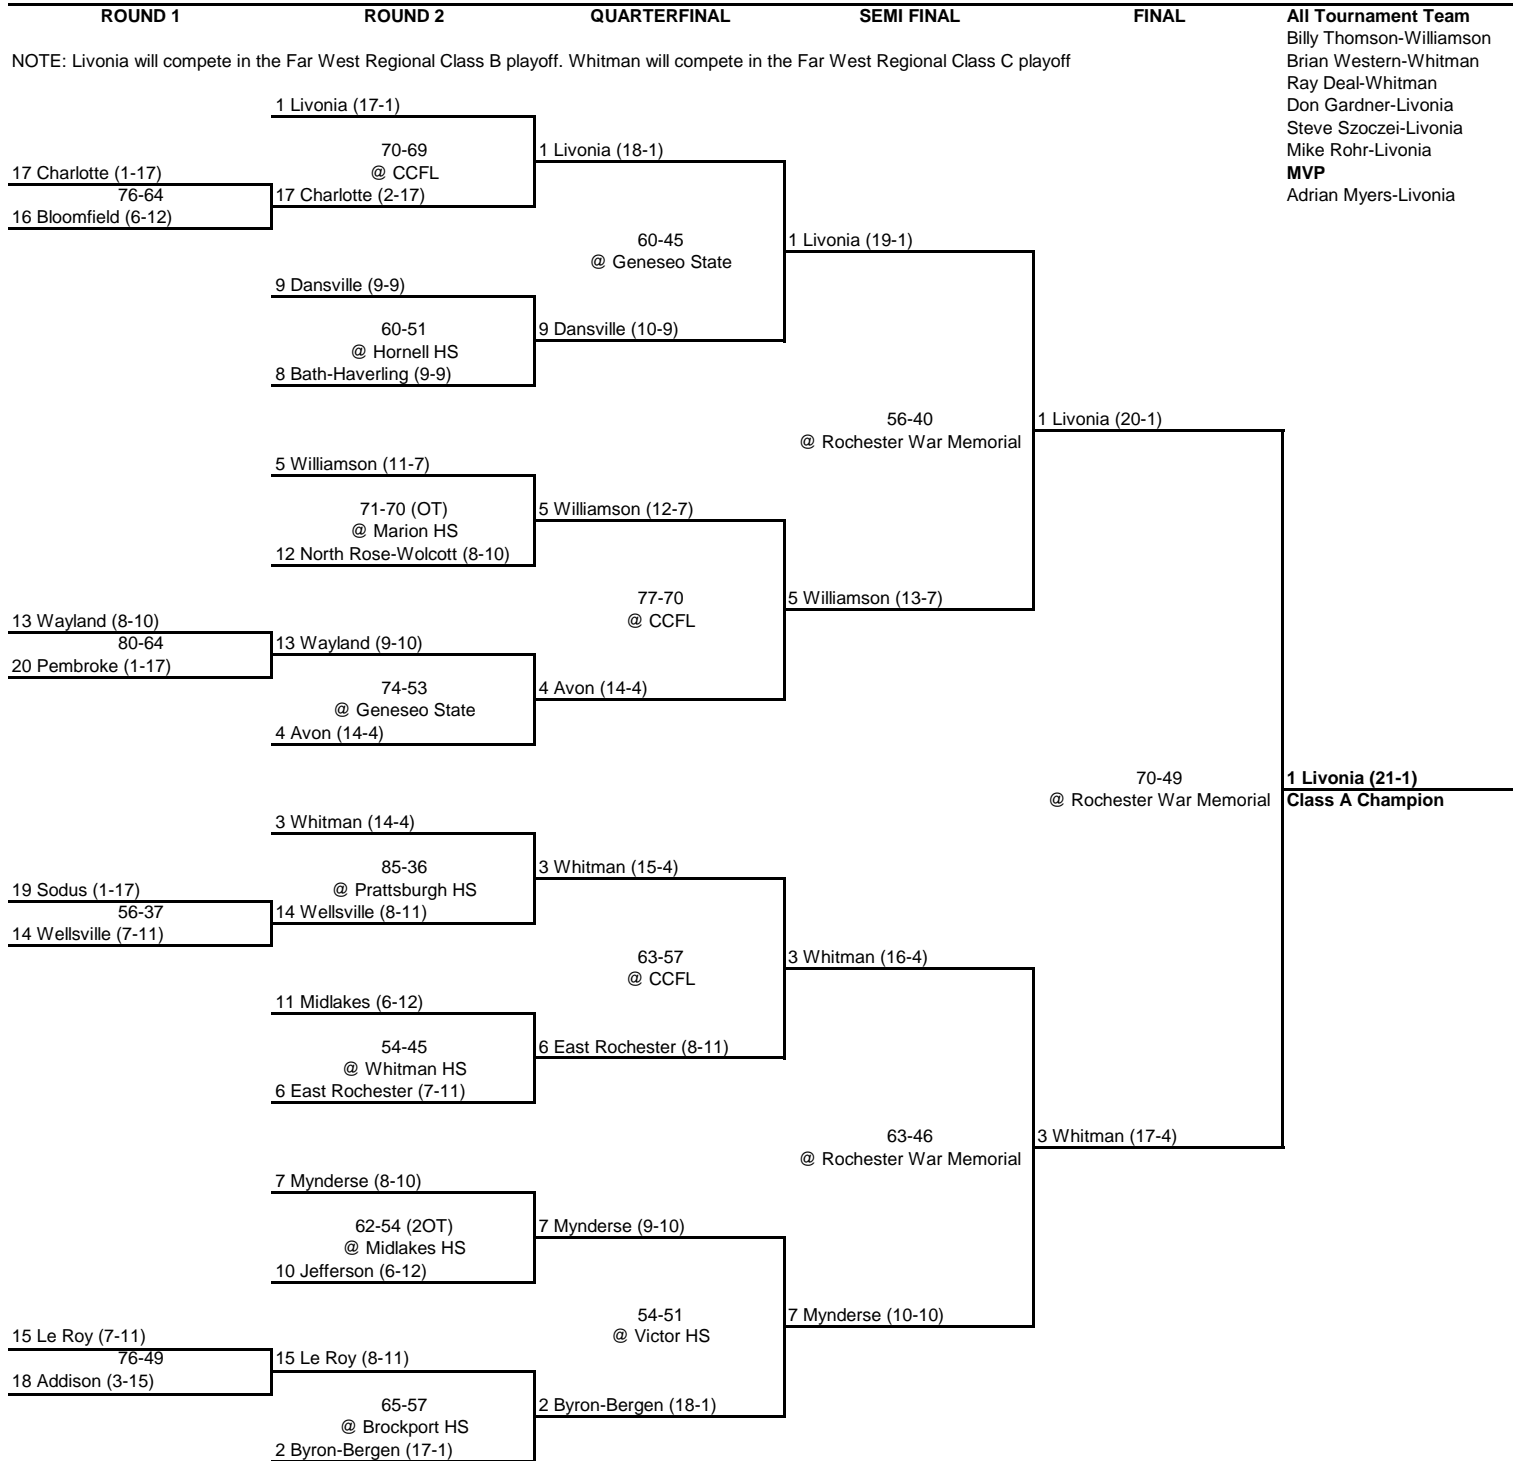 ROUND 1 ROUND 2 QUARTERFINAL SEMI FINAL FINAL All Tournament Team
Billy Thomson-Williamson
NOTE: Livonia will compete in the Far West Regional Class B playoff. Whitman will compete in the Far West Regional Class C playoff Brian Western-Whitman
Ray Deal-Whitman
1 Livonia (17-1) Don Gardner-Livonia
Steve Szoczei-Livonia
70-69 1 Livonia (18-1) Mike Rohr-Livonia
17 Charlotte (1-17) @ CCFL MVP
76-64 17 Charlotte (2-17) Adrian Myers-Livonia
16 Bloomfield (6-12)
60-45 1 Livonia (19-1)
@ Geneseo State
9 Dansville (9-9)
60-51 9 Dansville (10-9)
@ Hornell HS
8 Bath-Haverling (9-9)
56-40 1 Livonia (20-1)
@ Rochester War Memorial
5 Williamson (11-7)
71-70 (OT) 5 Williamson (12-7)
@ Marion HS
12 North Rose-Wolcott (8-10)
77-70 5 Williamson (13-7)
13 Wayland (8-10) @ CCFL
80-64 13 Wayland (9-10)
20 Pembroke (1-17)
74-53 4 Avon (14-4)
@ Geneseo State
4 Avon (14-4)
70-49 1 Livonia (21-1)
@ Rochester War Memorial Class A Champion
3 Whitman (14-4)
85-36 3 Whitman (15-4)
19 Sodus (1-17) @ Prattsburgh HS
56-37 14 Wellsville (8-11)
14 Wellsville (7-11)
63-57 3 Whitman (16-4)
@ CCFL
11 Midlakes (6-12)
54-45 6 East Rochester (8-11)
@ Whitman HS
6 East Rochester (7-11)
63-46 3 Whitman (17-4)
@ Rochester War Memorial
7 Mynderse (8-10)
62-54 (2OT) 7 Mynderse (9-10)
@ Midlakes HS
10 Jefferson (6-12)
54-51 7 Mynderse (10-10)
15 Le Roy (7-11) @ Victor HS
76-49 15 Le Roy (8-11)
18 Addison (3-15)
65-57 2 Byron-Bergen (18-1)
@ Brockport HS
2 Byron-Bergen (17-1)